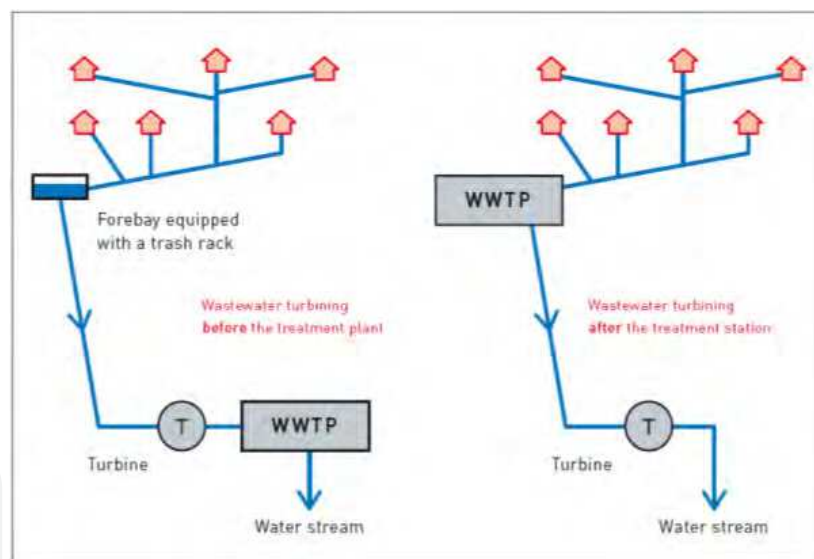 Forebay equipped
with a trash rack
Wastewater turbining
before the treatment plant
T
WWTP
Turbine
Water stream
WWTP
Wastewater turbining
after the treatment station
T
Turbine
Water stream